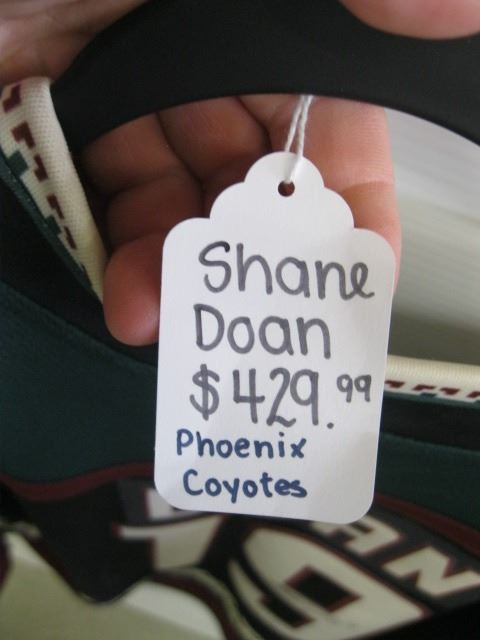 Shane
Doan
$429.99
Phoenix
Coyotes